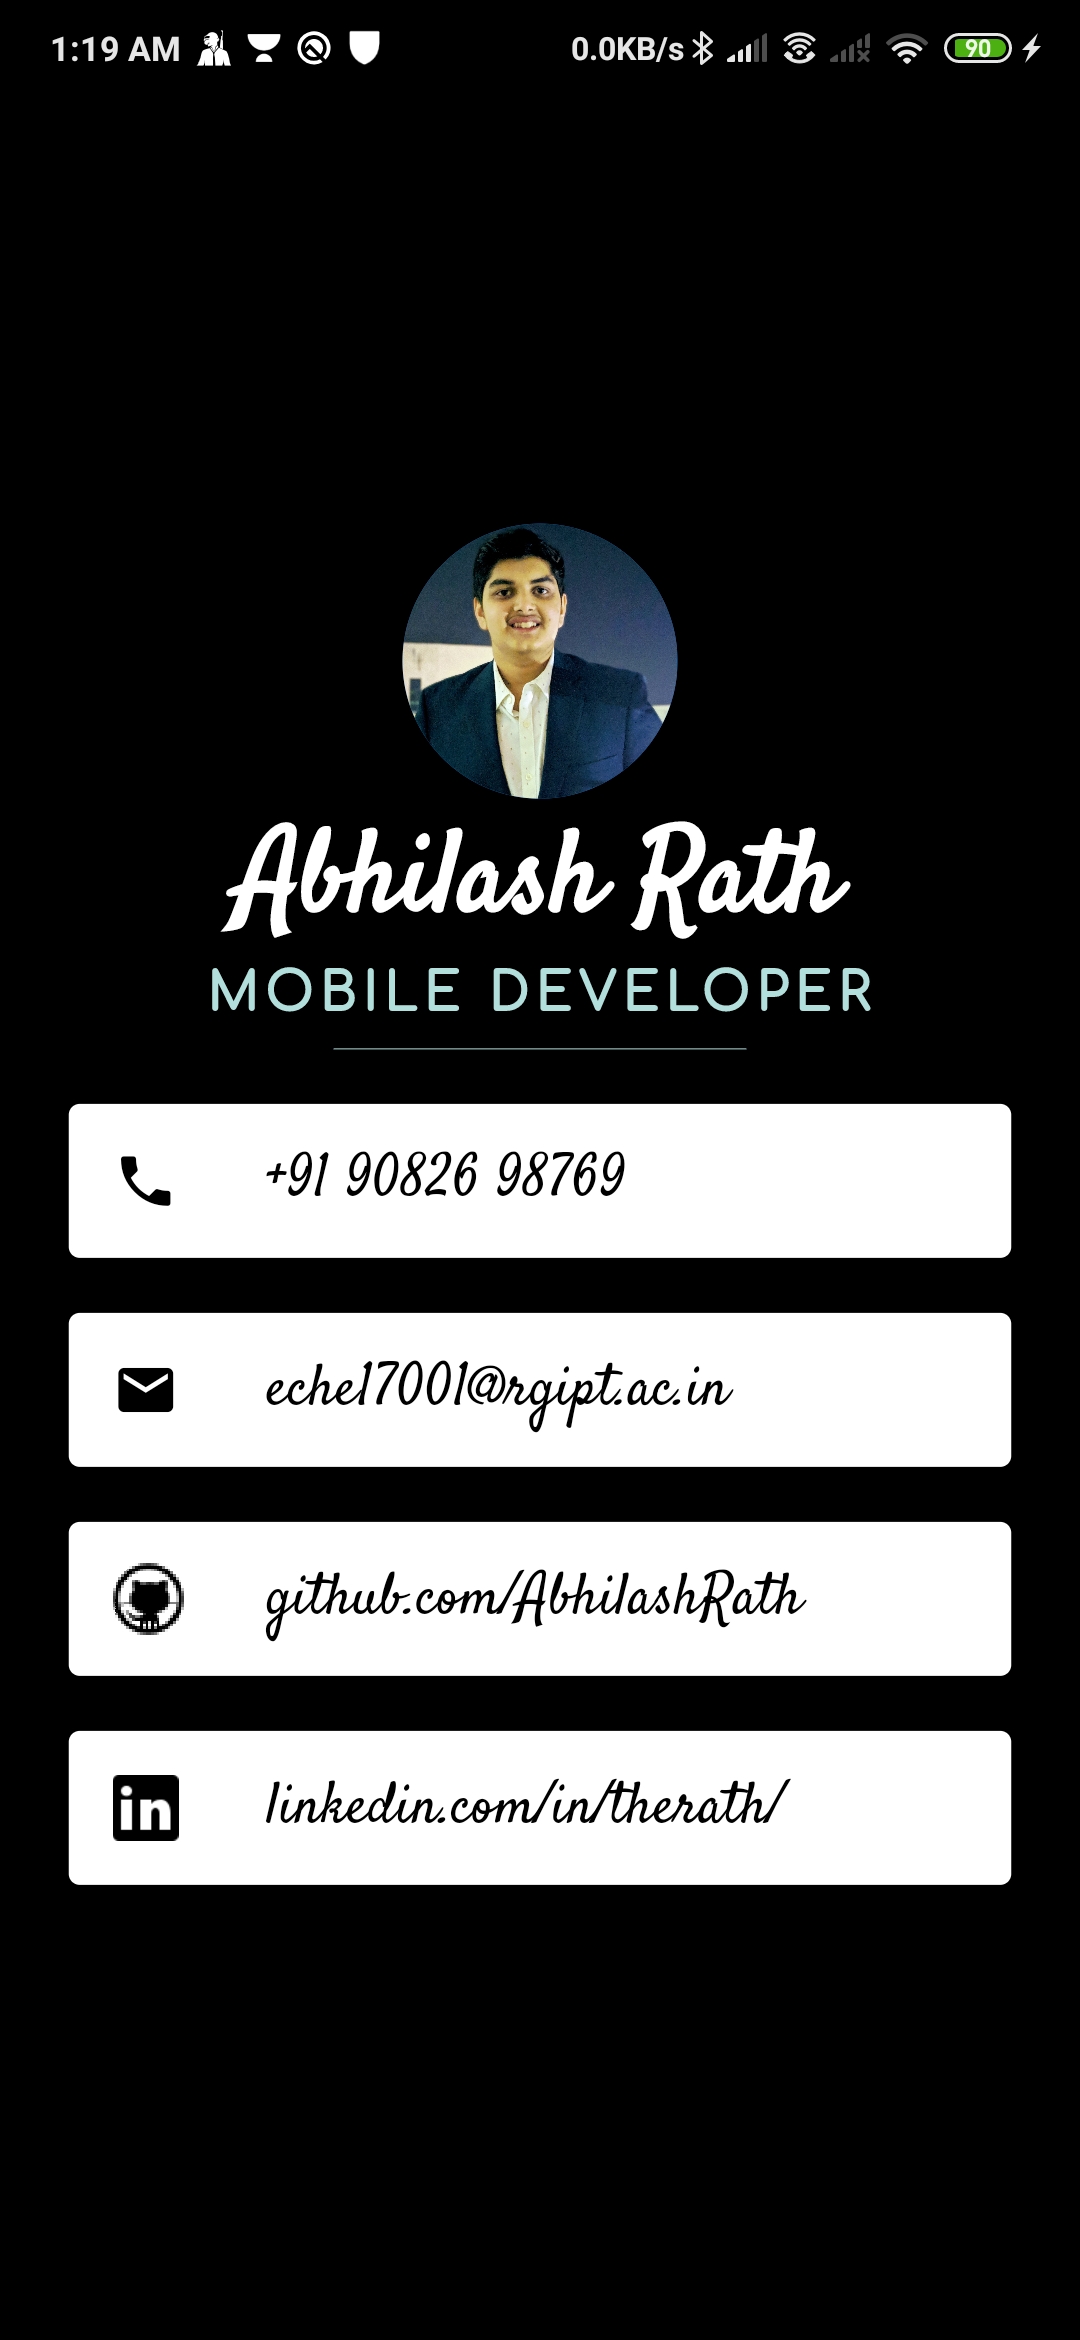 1:19 AM 0.0KB/s 90
Abhilash Rath
MOBILE DEVELOPER
+91 90826 98769
eche17001@rgipt.ac.in
github.com/AbhilashRath
in linkedin.com/in/therath/